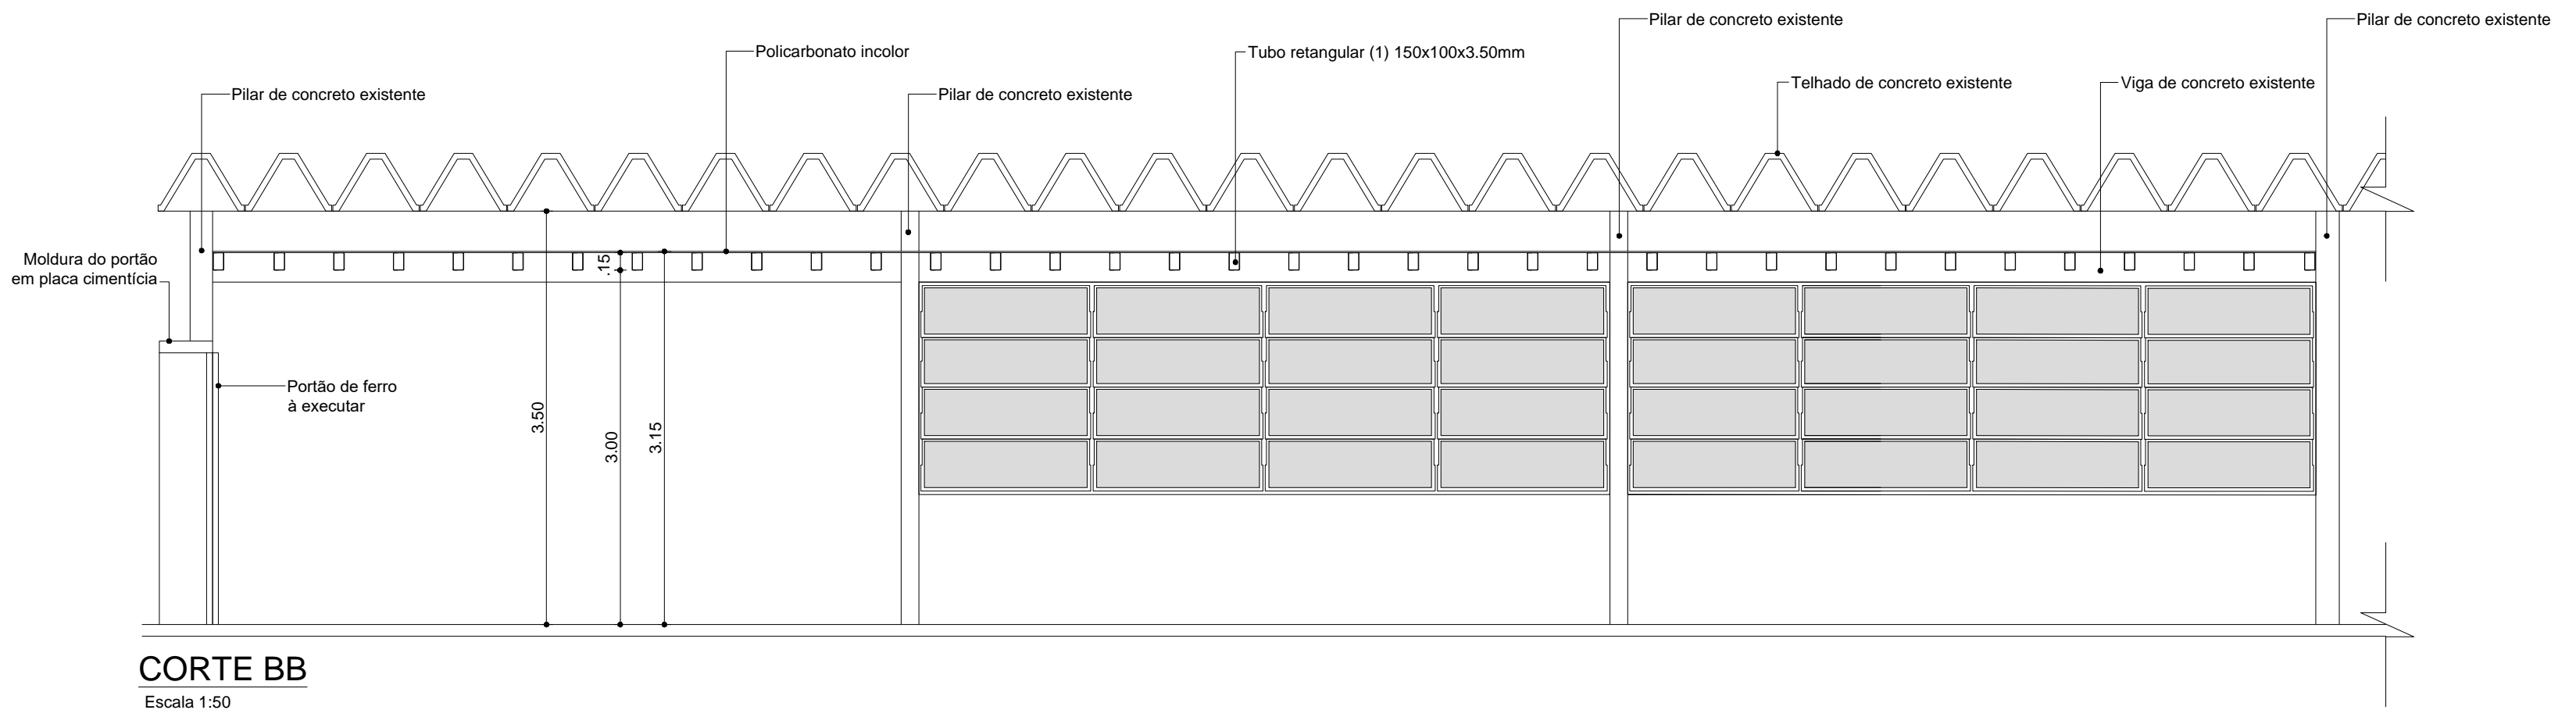 Pilar de concreto existente
Pilar de concreto existente
Policarbonato incolor
Tubo retangular (1) 150x100x3.50mm
Telhado de concreto existente
Viga de concreto existente
Pilar de concreto existente
Pilar de concreto existente
Moldura do portão
em placa cimentícia
.15
Portão de ferro
à executar
3.50
3.00
3.15
CORTE BB
Escala 1:50